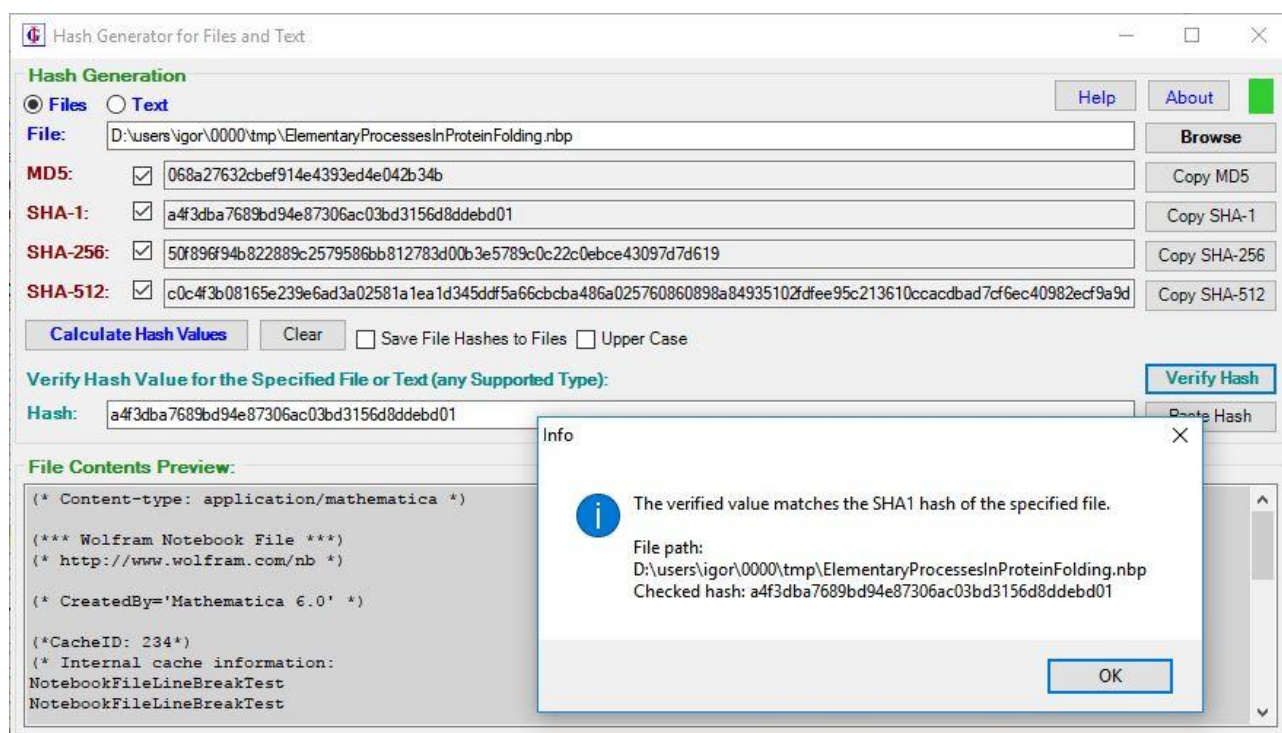 Hash Generator for Files and Text
Hash Generation
Files Text Help About
File: D:\users\igor\0000\tmp\ElementaryProcessesInProteinFolding.nbp Browse
MD5: 068a27632cbef914e4393ed4e042b34b Copy MD5
SHA-1: a4f3dba7689bd94e87306ac03bd3156d8ddebd01 Copy SHA-1
SHA-256: 50f896f94b822889c2579586bb812783d00b3e5789c0c22c0ebce43097d7d619 Copy SHA-256
SHA-512: c0c4f3b08165e239e6ad3a02581a1ea1d345ddf5a66cbcba486a025760860898a84935102fdfee95c213610ccacdbad7cf6ec40982ecf9a9d Copy SHA-512
Calculate Hash Values Clear Save File Hashes to Files Upper Case
Verify Hash Value for the Specified File or Text (any Supported Type): Verify Hash
Hash: a4f3dba7689bd94e87306ac03bd3156d8ddebd01 Paste Hash
Info
The verified value matches the SHA1 hash of the specified file.
File path:
D:\users\igor\0000\tmp\ElementaryProcessesInProteinFolding.nbp
Checked hash: a4f3dba7689bd94e87306ac03bd3156d8ddebd01
OK
File Contents Preview:
(* Content-type: application/mathematica *)
(*** Wolfram Notebook File ***)
(* http://www.wolfram.com/nb *)
(* CreatedBy='Mathematica 6.0' *)
(*CacheID: 234*)
(* Internal cache information:
NotebookFileLineBreakTest
NotebookFileLineBreakTest